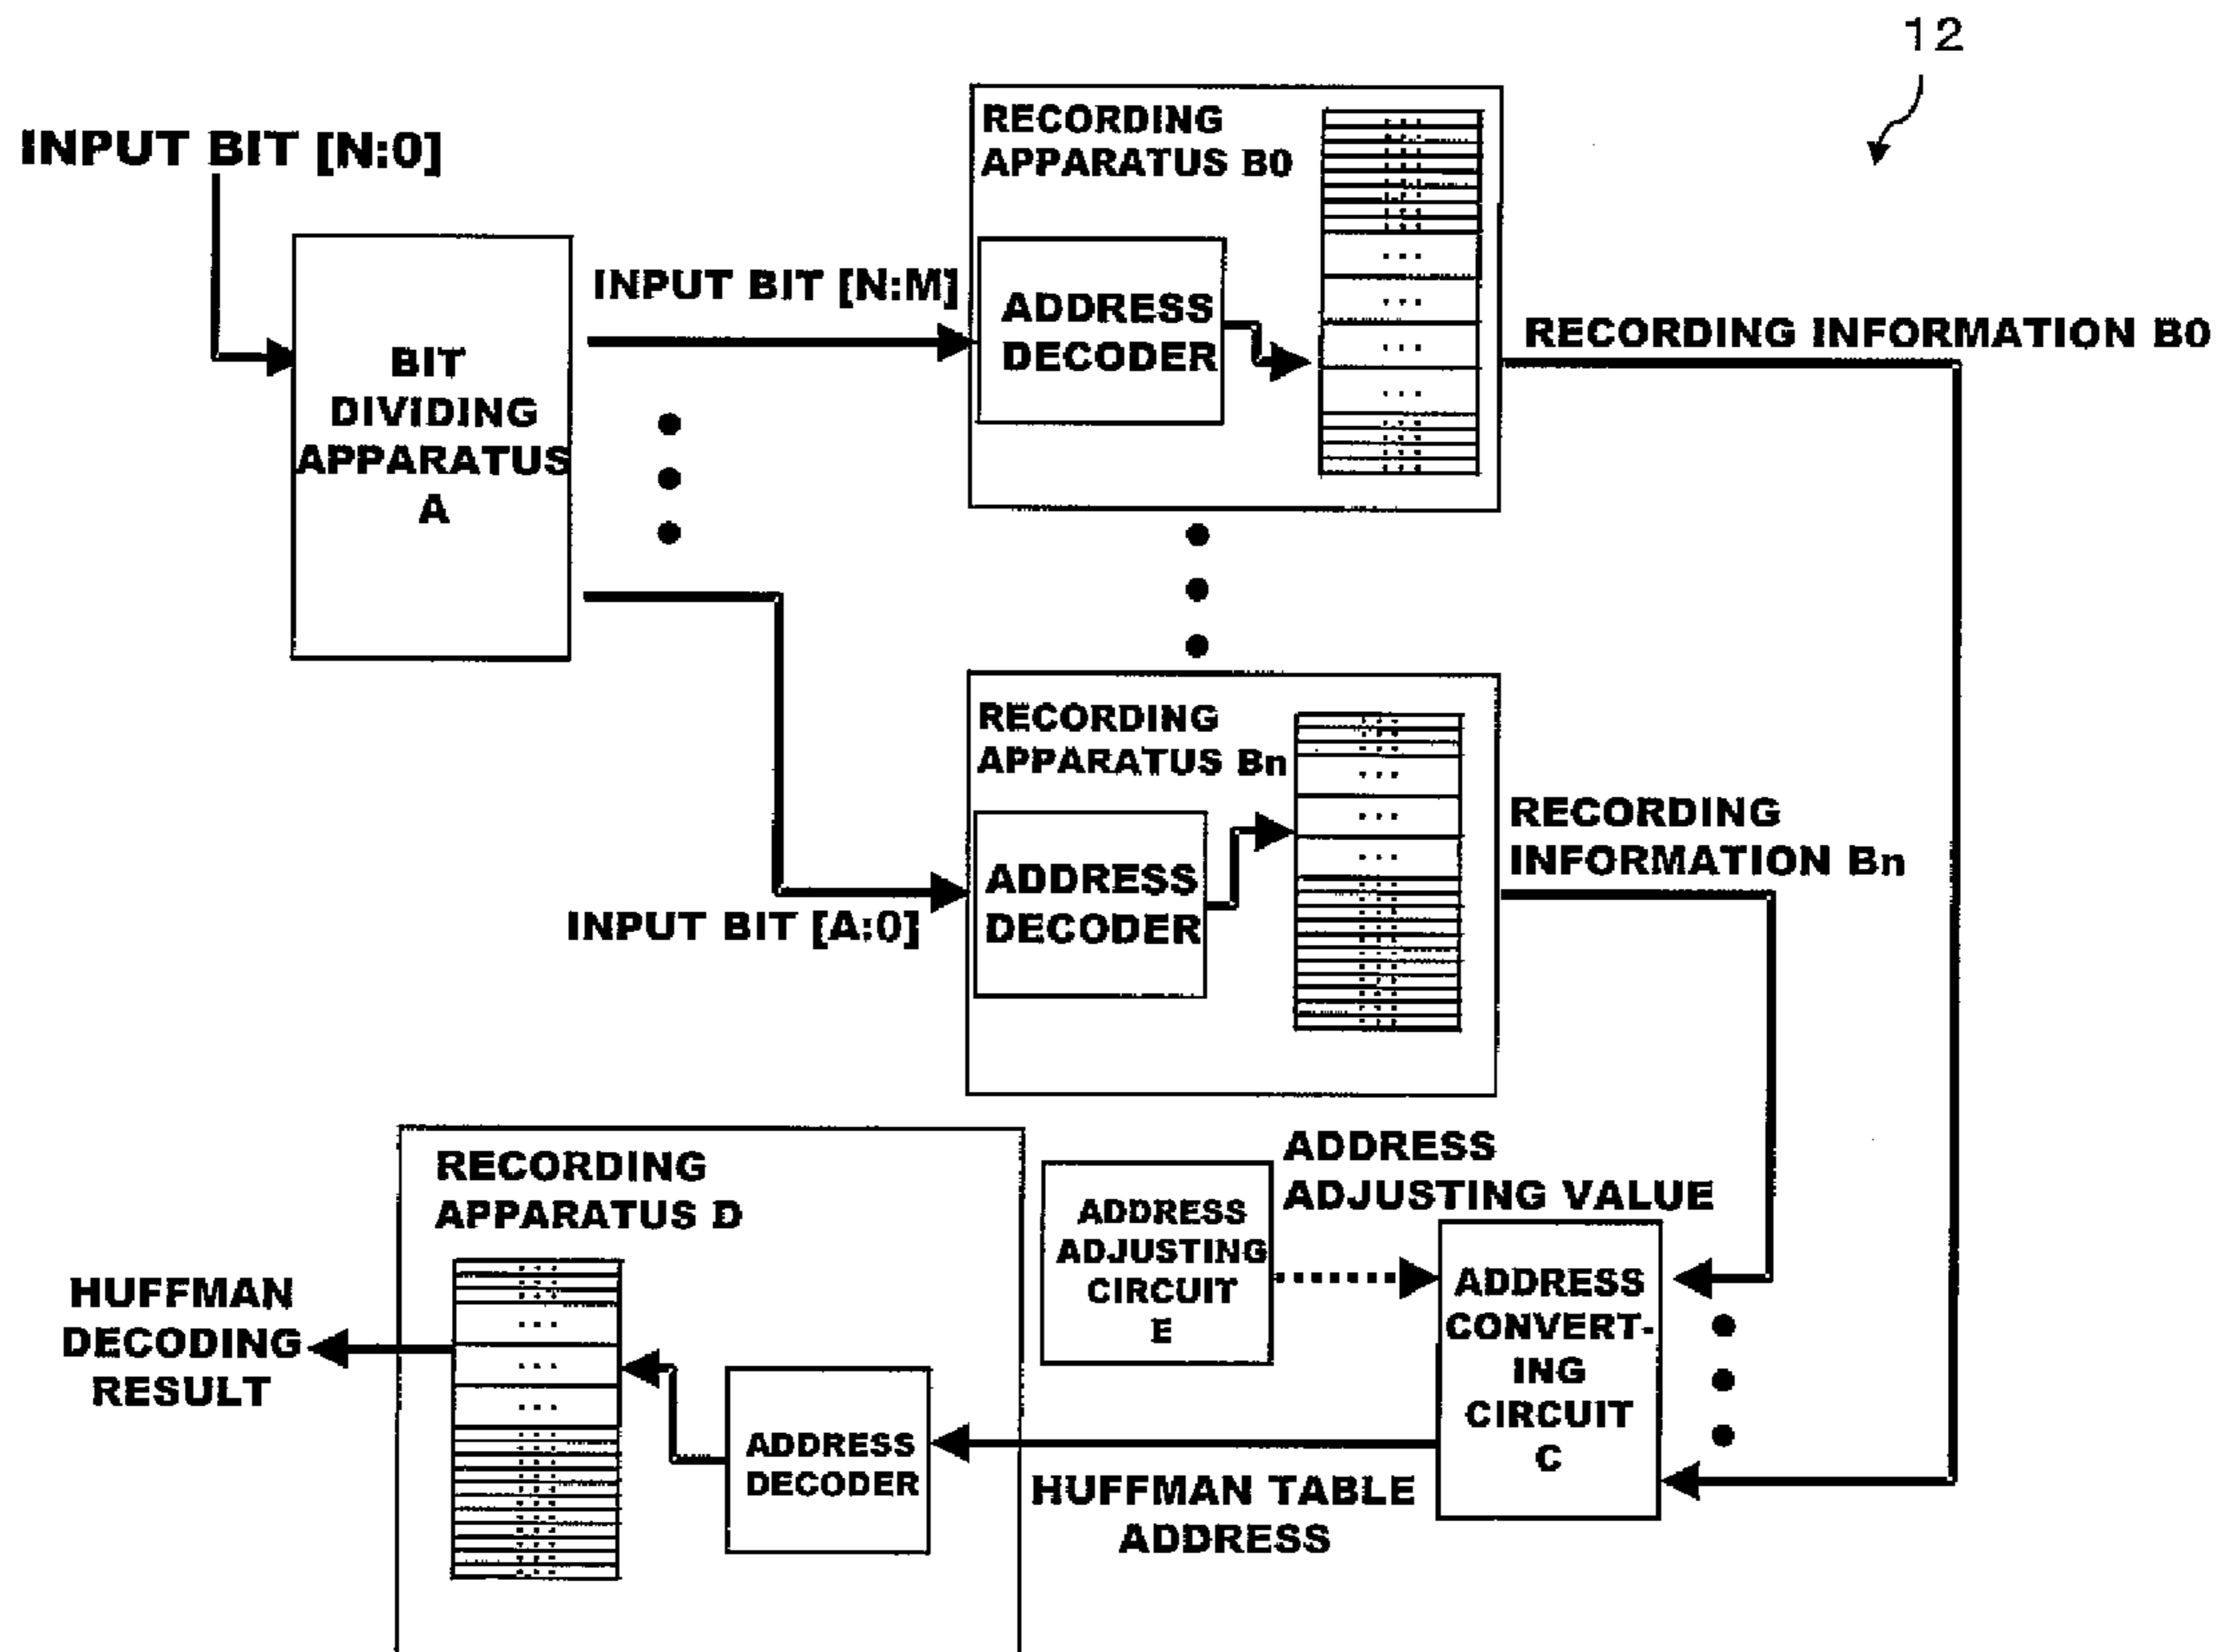 12
INPUT BIT [N:0]
BIT
DIVIDING
APPARATUS
A
INPUT BIT [N:M]
RECORDING
APPARATUS B0
ADDRESS
DECODER
RECORDING INFORMATION B0
INPUT BIT [A:0]
RECORDING
APPARATUS Bn
ADDRESS
DECODER
RECORDING
INFORMATION Bn
RECORDING
APPARATUS D
ADDRESS
DECODER
HUFFMAN
DECODING
RESULT
ADDRESS
ADJUSTING
CIRCUIT
E
ADDRESS
ADJUSTING VALUE
ADDRESS
CONVERT-
ING
CIRCUIT
C
HUFFMAN TABLE
ADDRESS